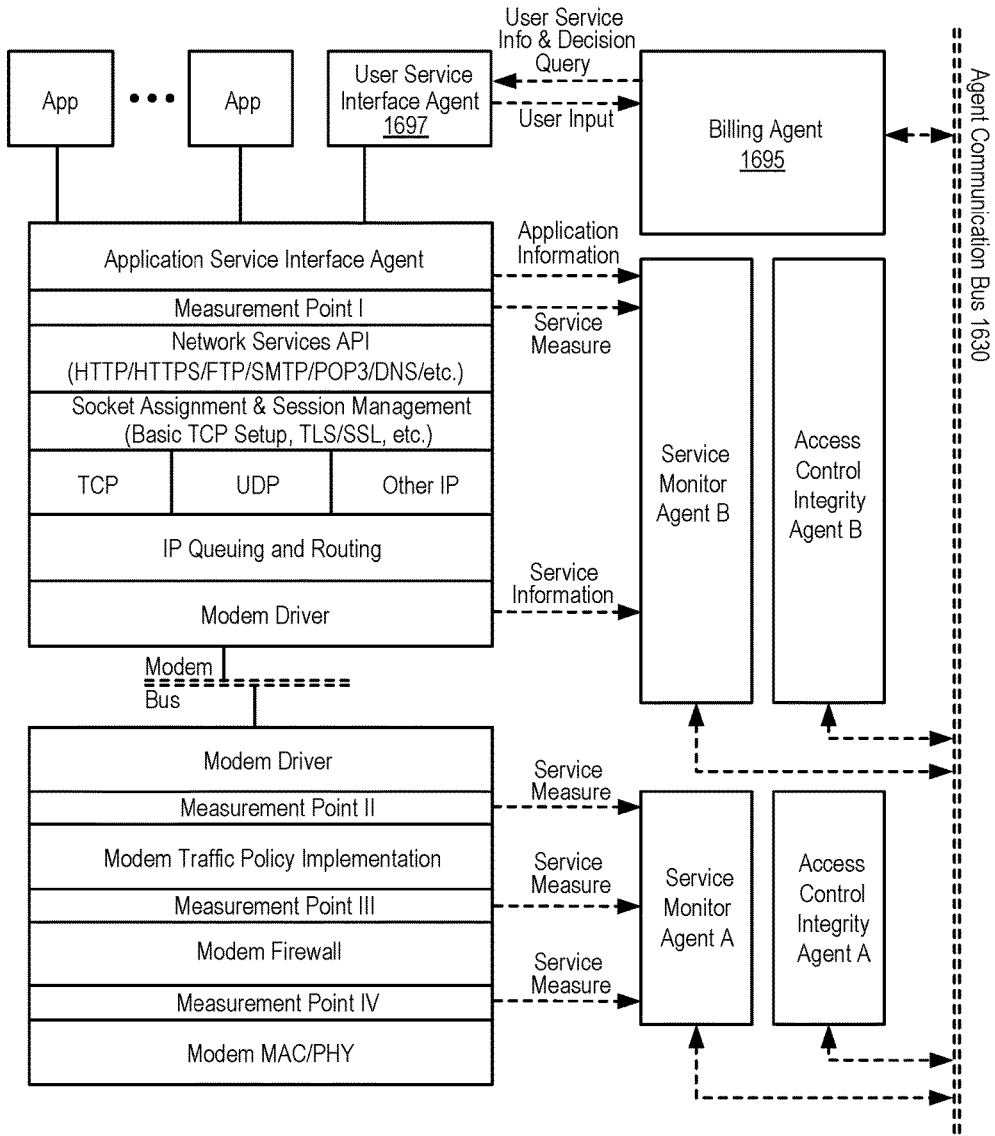 User Service
Info & Decision
Query
App
•••
App
User Service
Interface Agent
1697
User Input
Billing Agent
1695
Agent Communication Bus 1630
Application Service Interface Agent
Application
Information
Measurement Point I
Service
Measure
Network Services API
(HTTP/HTTPS/FTP/SMTP/POP3/DNS/etc.)
Socket Assignment & Session Management
(Basic TCP Setup, TLS/SSL, etc.)
TCP
UDP
Other IP
IP Queuing and Routing
Modem Driver
Service
Information
Service
Monitor
Agent B
Access
Control
Integrity
Agent B
Modem
Bus
Modem Driver
Measurement Point II
Service
Measure
Modem Traffic Policy Implementation
Measurement Point III
Service
Measure
Modem Firewall
Measurement Point IV
Service
Measure
Modem MAC/PHY
Service
Monitor
Agent A
Access
Control
Integrity
Agent A